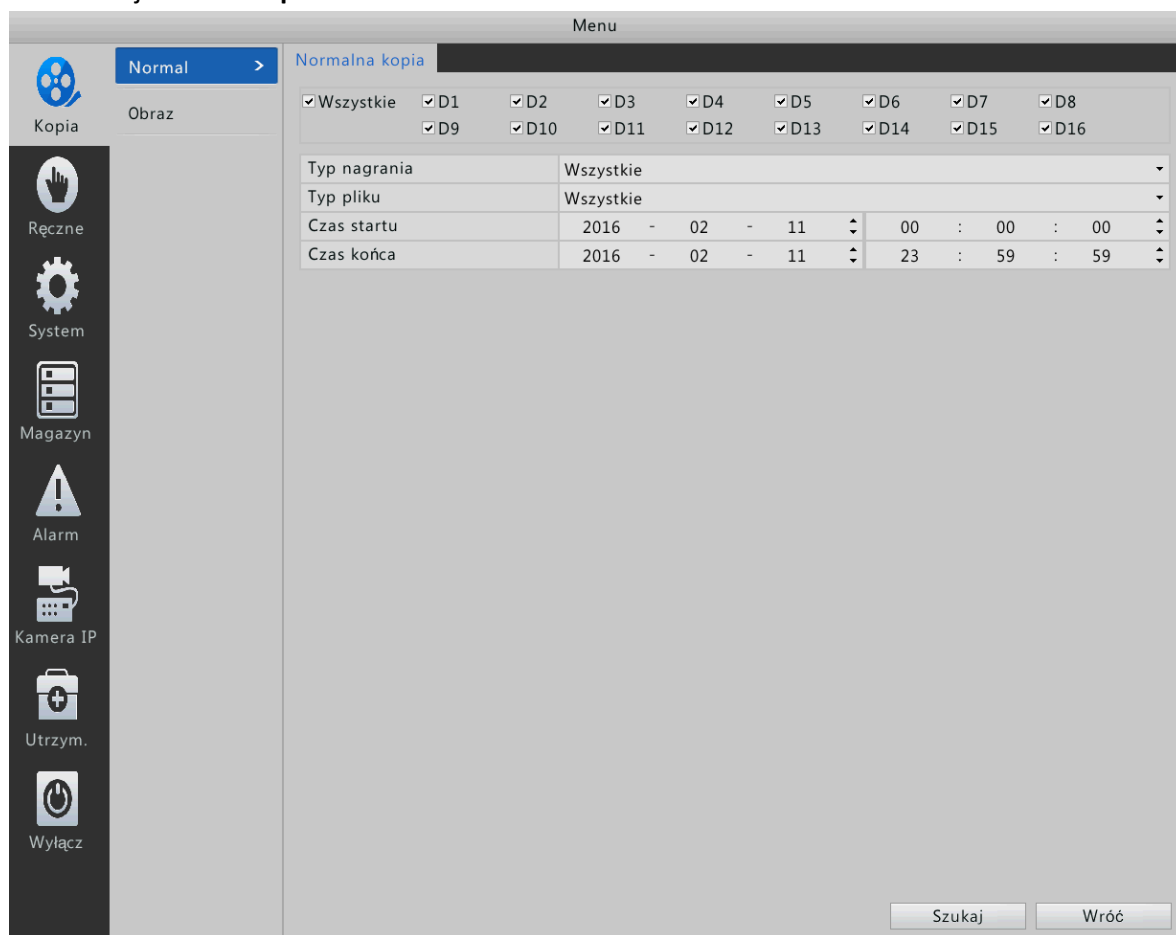 Menu
Kopia
Ręczne
System
Magazyn
Alarm
Kamera IP
Utrzym.
Wyłącz
Normal >
Obraz
Normalna kopia
Wszystkie D1 D2 D3 D4 D5 D6 D7 D8
D9 D10 D11 D12 D13 D14 D15 D16
Typ nagrania Wszystkie
Typ pliku Wszystkie
Czas startu 2016 - 02 - 11 00 : 00 : 00
Czas końca 2016 - 02 - 11 23 : 59 : 59
Szukaj Wróć